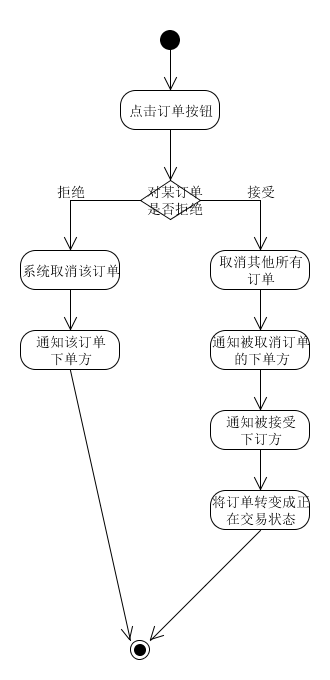 点击订单按钮
拒绝
对某订单
是否拒绝
接受
系统取消该订单
取消其他所有
订单
通知该订单
下单方
通知被取消订单
的下单方
通知被接受
下订方
将订单转变成正
在交易状态